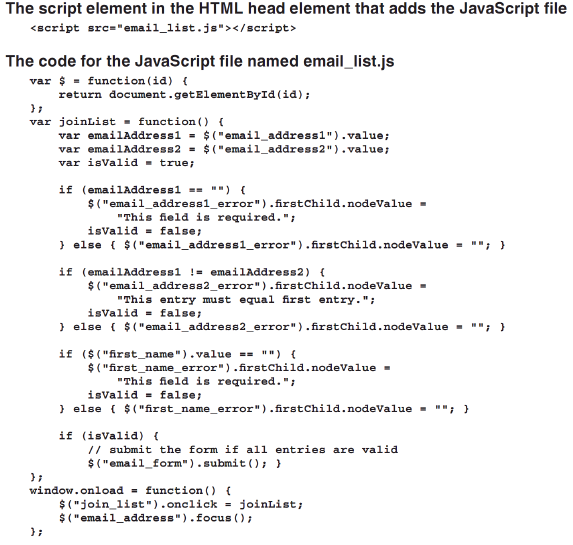 The script element in the HTML head element that adds the JavaScript file
<script src="email_list.js"></script>
The code for the JavaScript file named email_list.js
var $ = function(id) {
return document.getElementById(id);
};
var joinList = function() {
var emailAddress1 = $("email_address1").value;
var emailAddress2 = $("email_address2").value;
var isValid = true;
if (emailAddress1 == "") {
$("email_address1_error").firstChild.nodeValue =
"This field is required.";
isValid = false;
} else { $("email_address1_error").firstChild.nodeValue = ""; }
if (emailAddress1 != emailAddress2) {
$("email_address2_error").firstChild.nodeValue =
"This entry must equal first entry.";
isValid = false;
} else { $("email_address2_error").firstChild.nodeValue = ""; }
if ($("first_name").value == "") {
$("first_name_error").firstChild.nodeValue =
"This field is required.";
isValid = false;
} else { $("first_name_error").firstChild.nodeValue = ""; }
if (isValid) {
// submit the form if all entries are valid
$("email_form").submit(); }
};
window.onload = function() {
$("join_list").onclick = joinList;
$("email_address").focus();
};